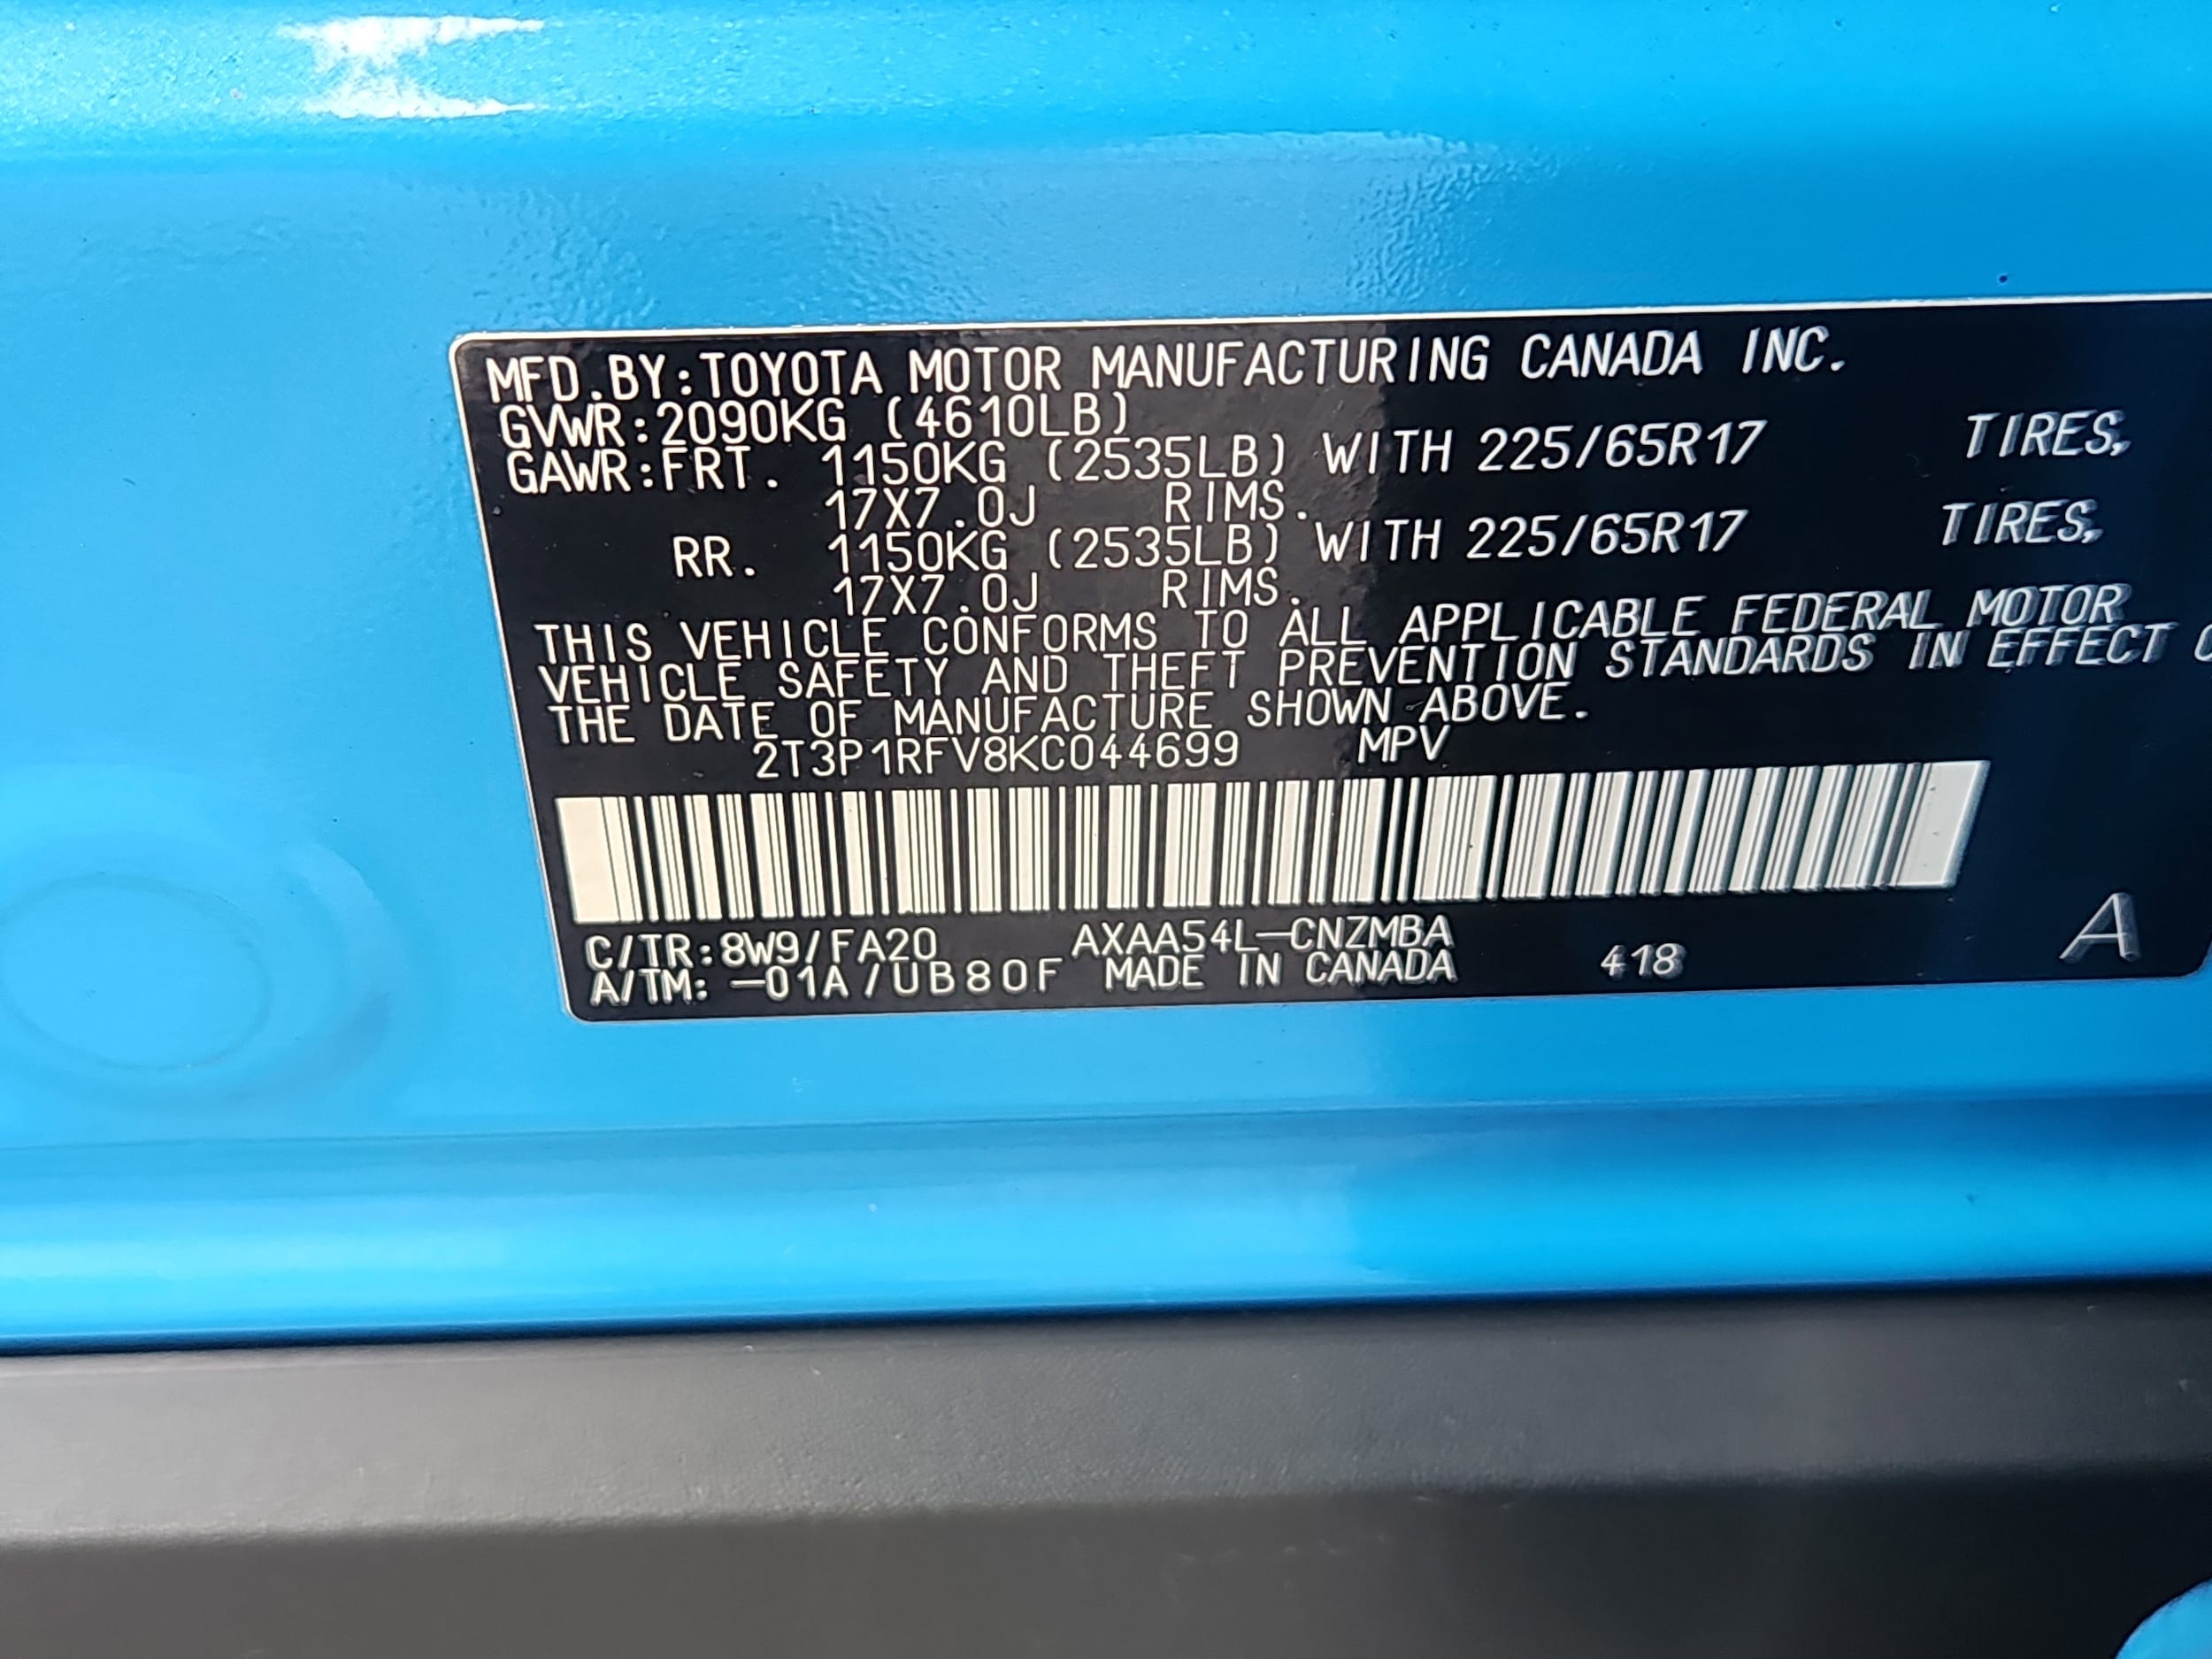 MFD.BY:TOYOTA MOTOR MANUFACTURING CANADA INC.
GVWR:2090KG (4610LB)
GAWR:FRT. 1150KG (2535LB) WITH 225/65R17 TIRES,
17X7.0J RIMS.
RR. 1150KG (2535LB) WITH 225/65R17 TIRES,
17X7.0J RIMS.
THIS VEHICLE CONFORMS TO ALL APPLICABLE FEDERAL MOTOR
VEHICLE SAFETY AND THEFT PREVENTION STANDARDS IN EFFECT
THE DATE OF MANUFACTURE SHOWN ABOVE.
2T3P1RFV8KC044699 MPV
C/TR:8W9/FA20 AXAA54L-CNZMBA
A/TM: -01A/UB80F MADE IN CANADA 418 A